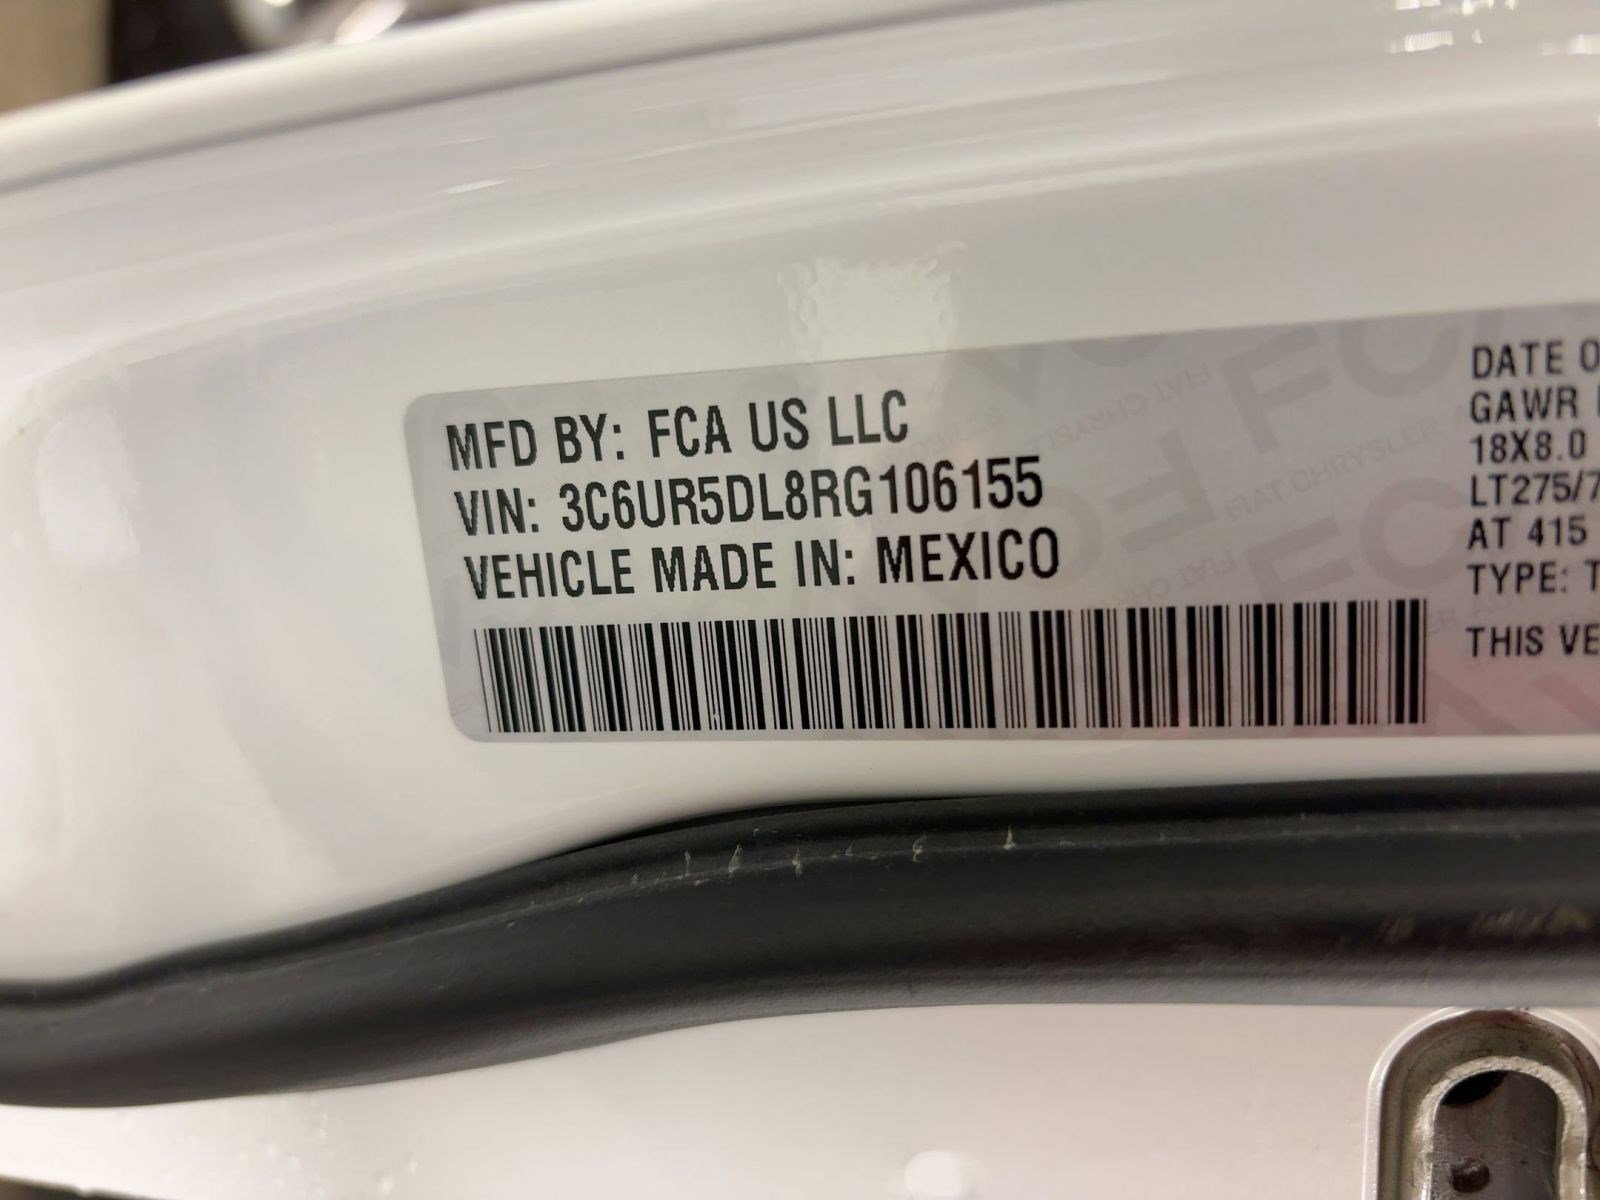 MFD BY: FCA US LLC
VIN: 3C6UR5DL8RG106155
VEHICLE MADE IN: MEXICO
DATE O
GAWR
18X8.0
LT275/7
AT 415
TYPE: T
THIS VE